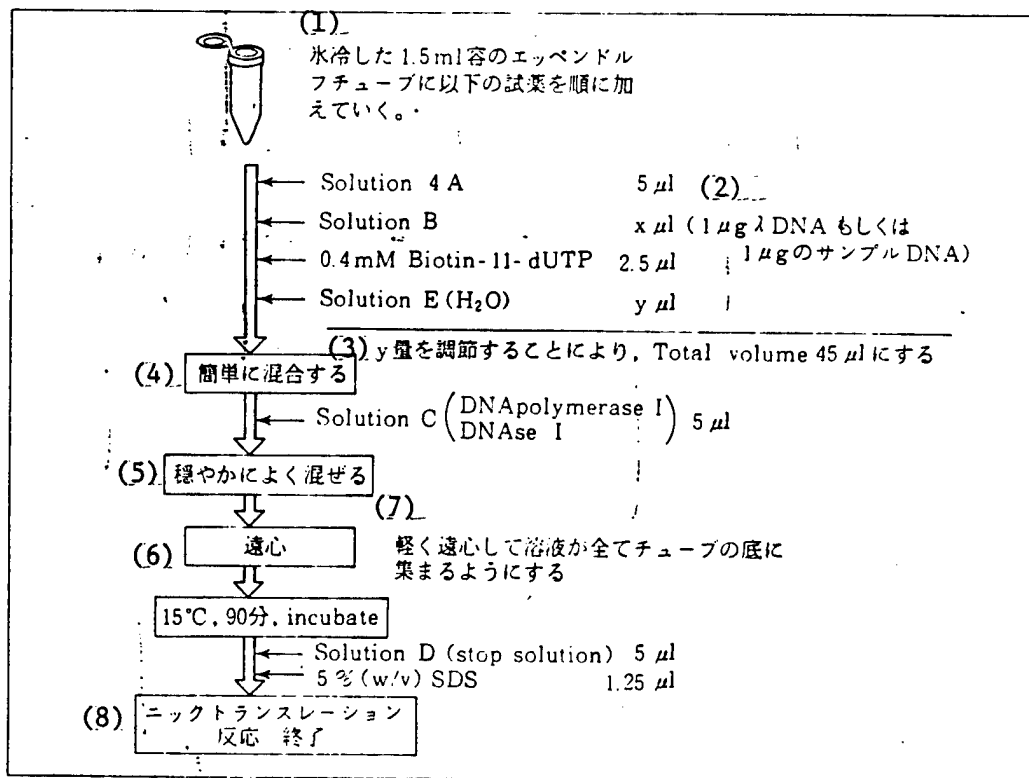 (1)
氷冷した1.5ml容のエッペンドル
フチューブに以下の試薬を順に加
えていく。
Solution 4A 5 μl (2)
Solution B x μl (1μgλDNAもしくは
1μgのサンプルDNA)
0.4mM Biotin-11-dUTP 2.5 μl
Solution E (H₂O) y μl
(3) y量を調節することにより, Total volume 45 μlにする
(4) 簡単に混合する
Solution C (DNApolymerase I
DNAse I) 5 μl
(5) 穏やかによく混ぜる
(7)
(6) 遠心 軽く遠心して溶液が全てチューブの底に
集まるようにする
15℃, 90分, incubate
Solution D (stop solution) 5 μl
5%(w/v) SDS 1.25 μl
(8) ニックトランスレーション
反応 終了